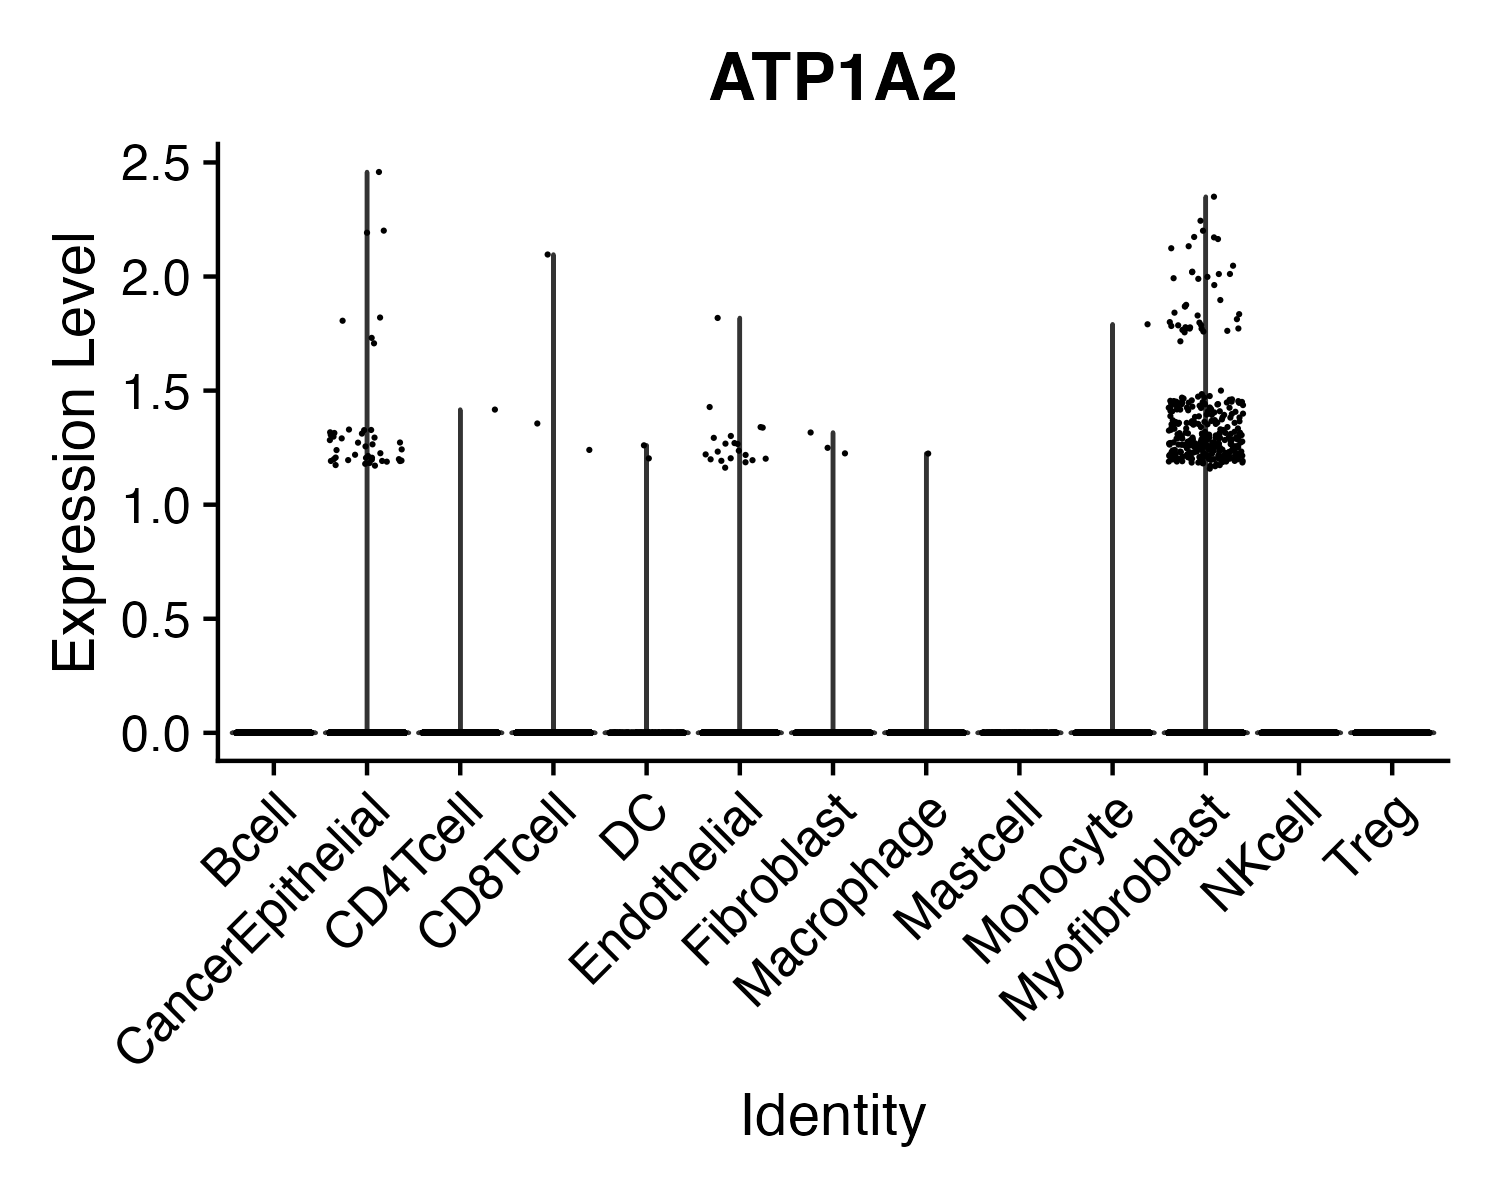 ATP1A2
Expression Level
2.5
2.0
1.5
1.0
0.5
0.0
Bcell
CancerEpithelial
CD4Tcell
CD8Tcell
DC
Endothelial
Fibroblast
Macrophage
Mastcell
Monocyte
Myofibroblast
NKcell
Treg
Identity